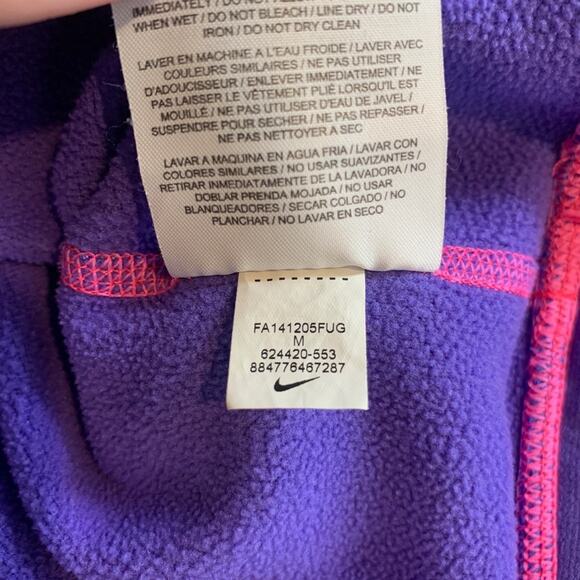 IMMEDIATELY / DO NOT
WHEN WET / DO NOT BLEACH / LINE DRY / DO NOT
IRON / DO NOT DRY CLEAN
LAVER EN MACHINE A L'EAU FROIDE / LAVER AVEC
COULEURS SIMILAIRES / NE PAS UTILISER
D'ADOUCISSEUR / ENLEVER IMMEDIATEMENT / NE
PAS LAISSER LE VÊTEMENT PLIÉ LORSQU'IL EST
MOUILLÉ / NE PAS UTILISER D'EAU DE JAVEL /
SUSPENDRE POUR SECHER / NE PAS REPASSER /
NE PAS NETTOYER A SEC
LAVAR A MAQUINA EN AGUA FRIA / LAVAR CON
COLORES SIMILARES / NO USAR SUAVIZANTES /
RETIRAR INMEDIATAMENTE DE LA LAVADORA / NO
DOBLAR PRENDA MOJADA / NO USAR
BLANQUEADORES / SECAR COLGADO / NO
PLANCHAR / NO LAVAR EN SECO
FA141205FUG
M
624420-553
884776467287